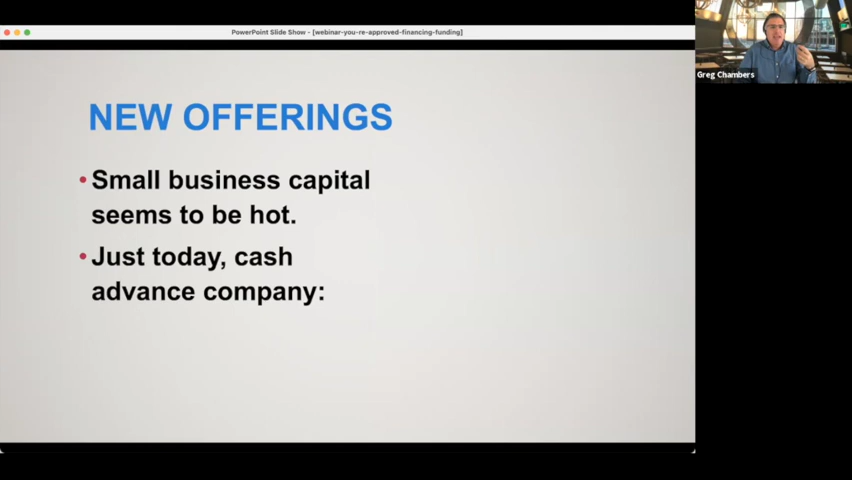 PowerPoint Slide Show - [webinar-you-re-approved-financing-funding]
Greg Chambers
NEW OFFERINGS
•Small business capital
seems to be hot.
•Just today, cash
advance company: